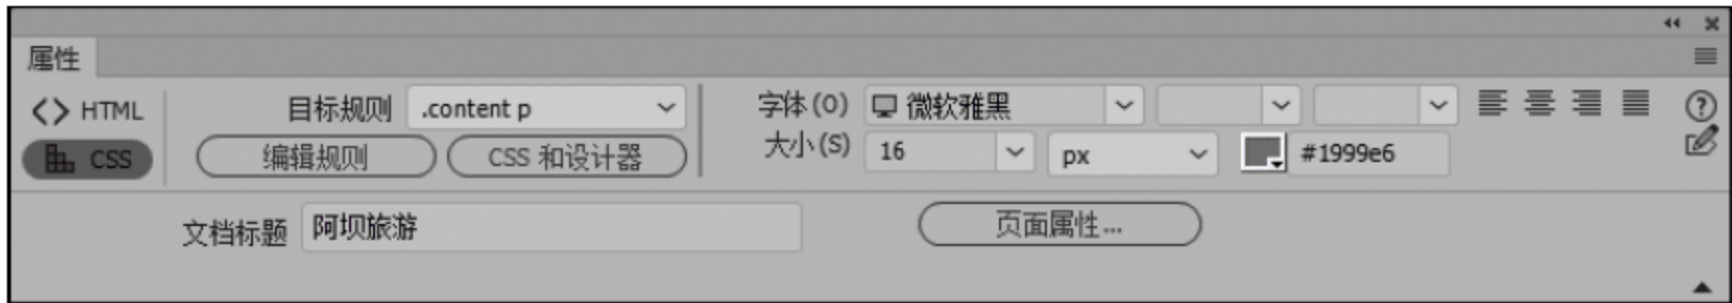 属性
HTML 目标规则 .content p 字体(O) 微软雅黑
CSS 编辑规则 CSS 和设计器 大小(S) 16 px #1999e6
文档标题 阿坝旅游 页面属性...